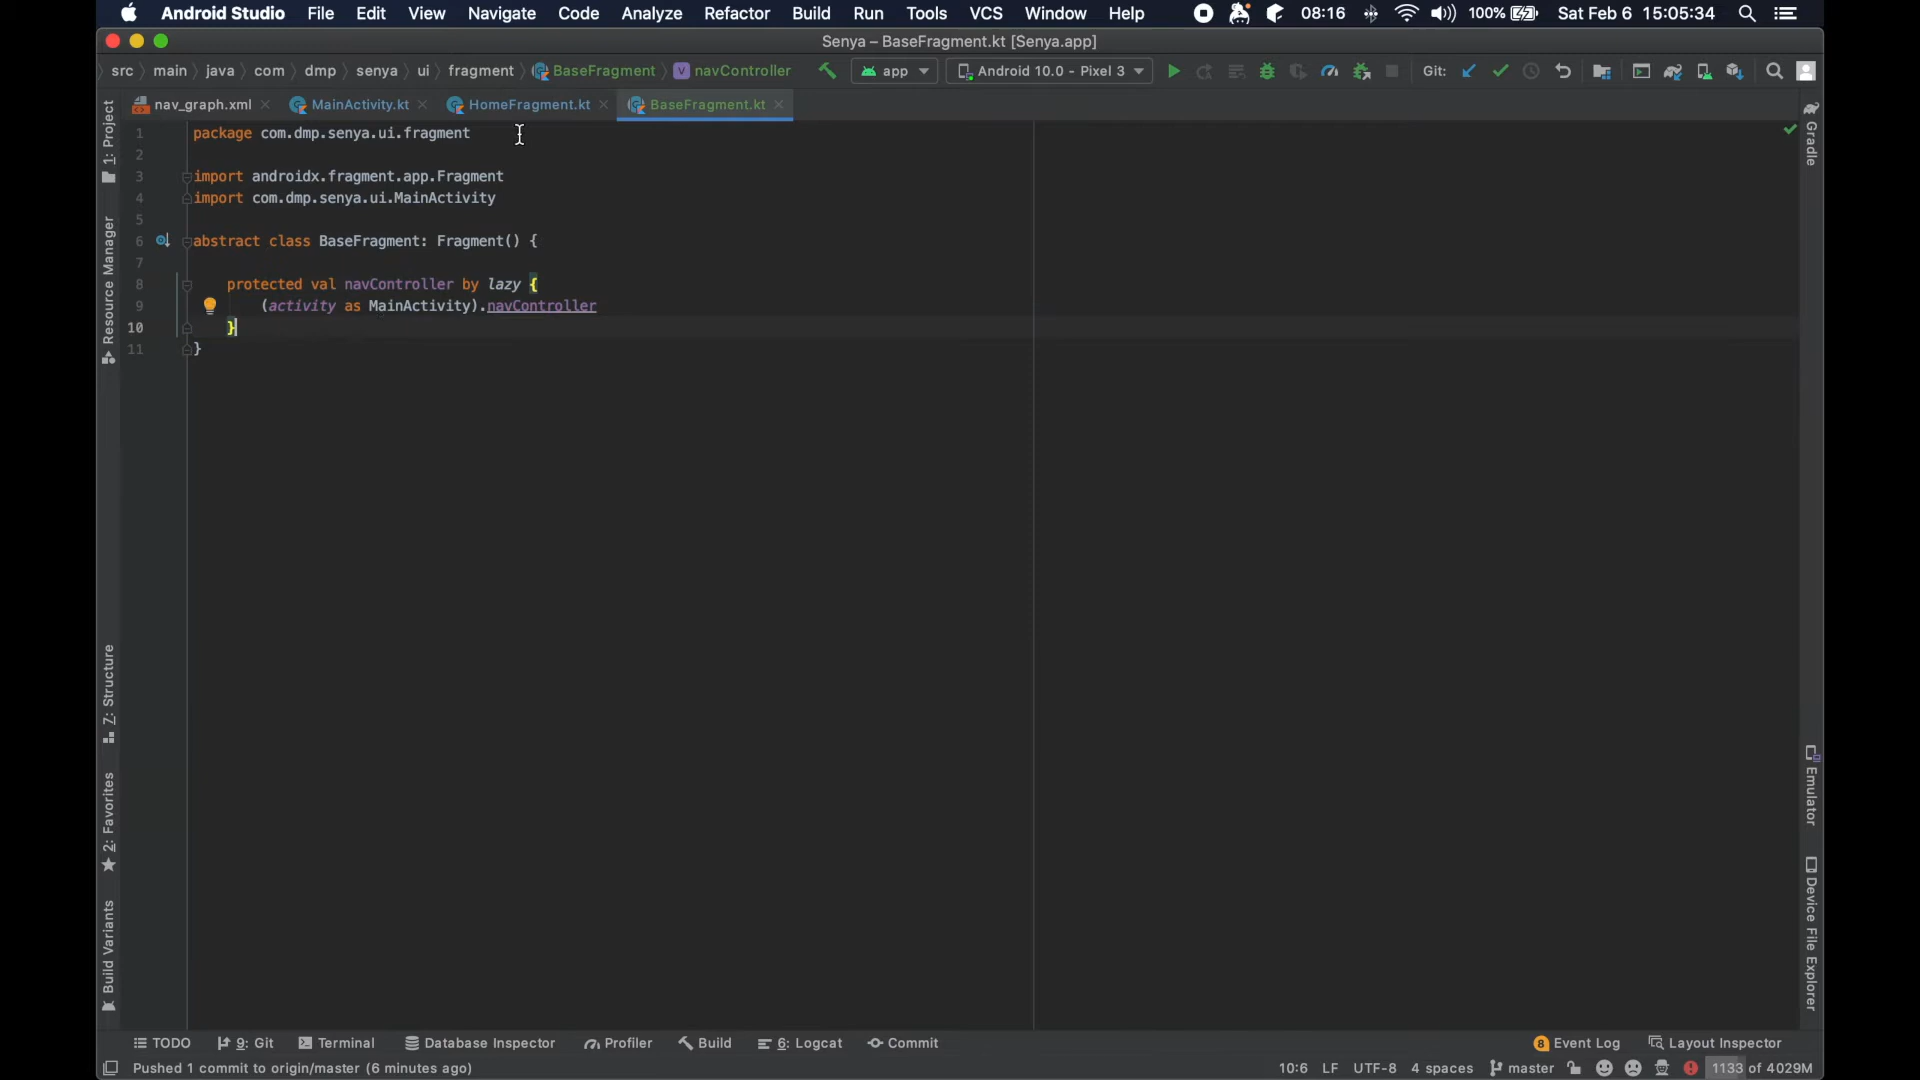 Android Studio File Edit View Navigate Code Analyze Refactor Build Run Tools VCS Window Help 08:16 100% Sat Feb 6 15:05:34
Senya – BaseFragment.kt [Senya.app]
src main java com dmp senya ui fragment BaseFragment navController app Android 10.0 - Pixel 3 Git:
nav_graph.xml MainActivity.kt HomeFragment.kt BaseFragment.kt
1 package com.dmp.senya.ui.fragment
2
3 import androidx.fragment.app.Fragment
4 import com.dmp.senya.ui.MainActivity
5
6 abstract class BaseFragment: Fragment() {
7
8 protected val navController by lazy {
9 (activity as MainActivity).navController
10 }
11 }
1: Project
Resource Manager
Z: Structure
2: Favorites
Build Variants
Gradle
Emulator
Device File Explorer
TODO 9: Git Terminal Database Inspector Profiler Build 6: Logcat Commit 8 Event Log Layout Inspector
Pushed 1 commit to origin/master (6 minutes ago) 10:6 LF UTF-8 4 spaces master 1133 of 4029M